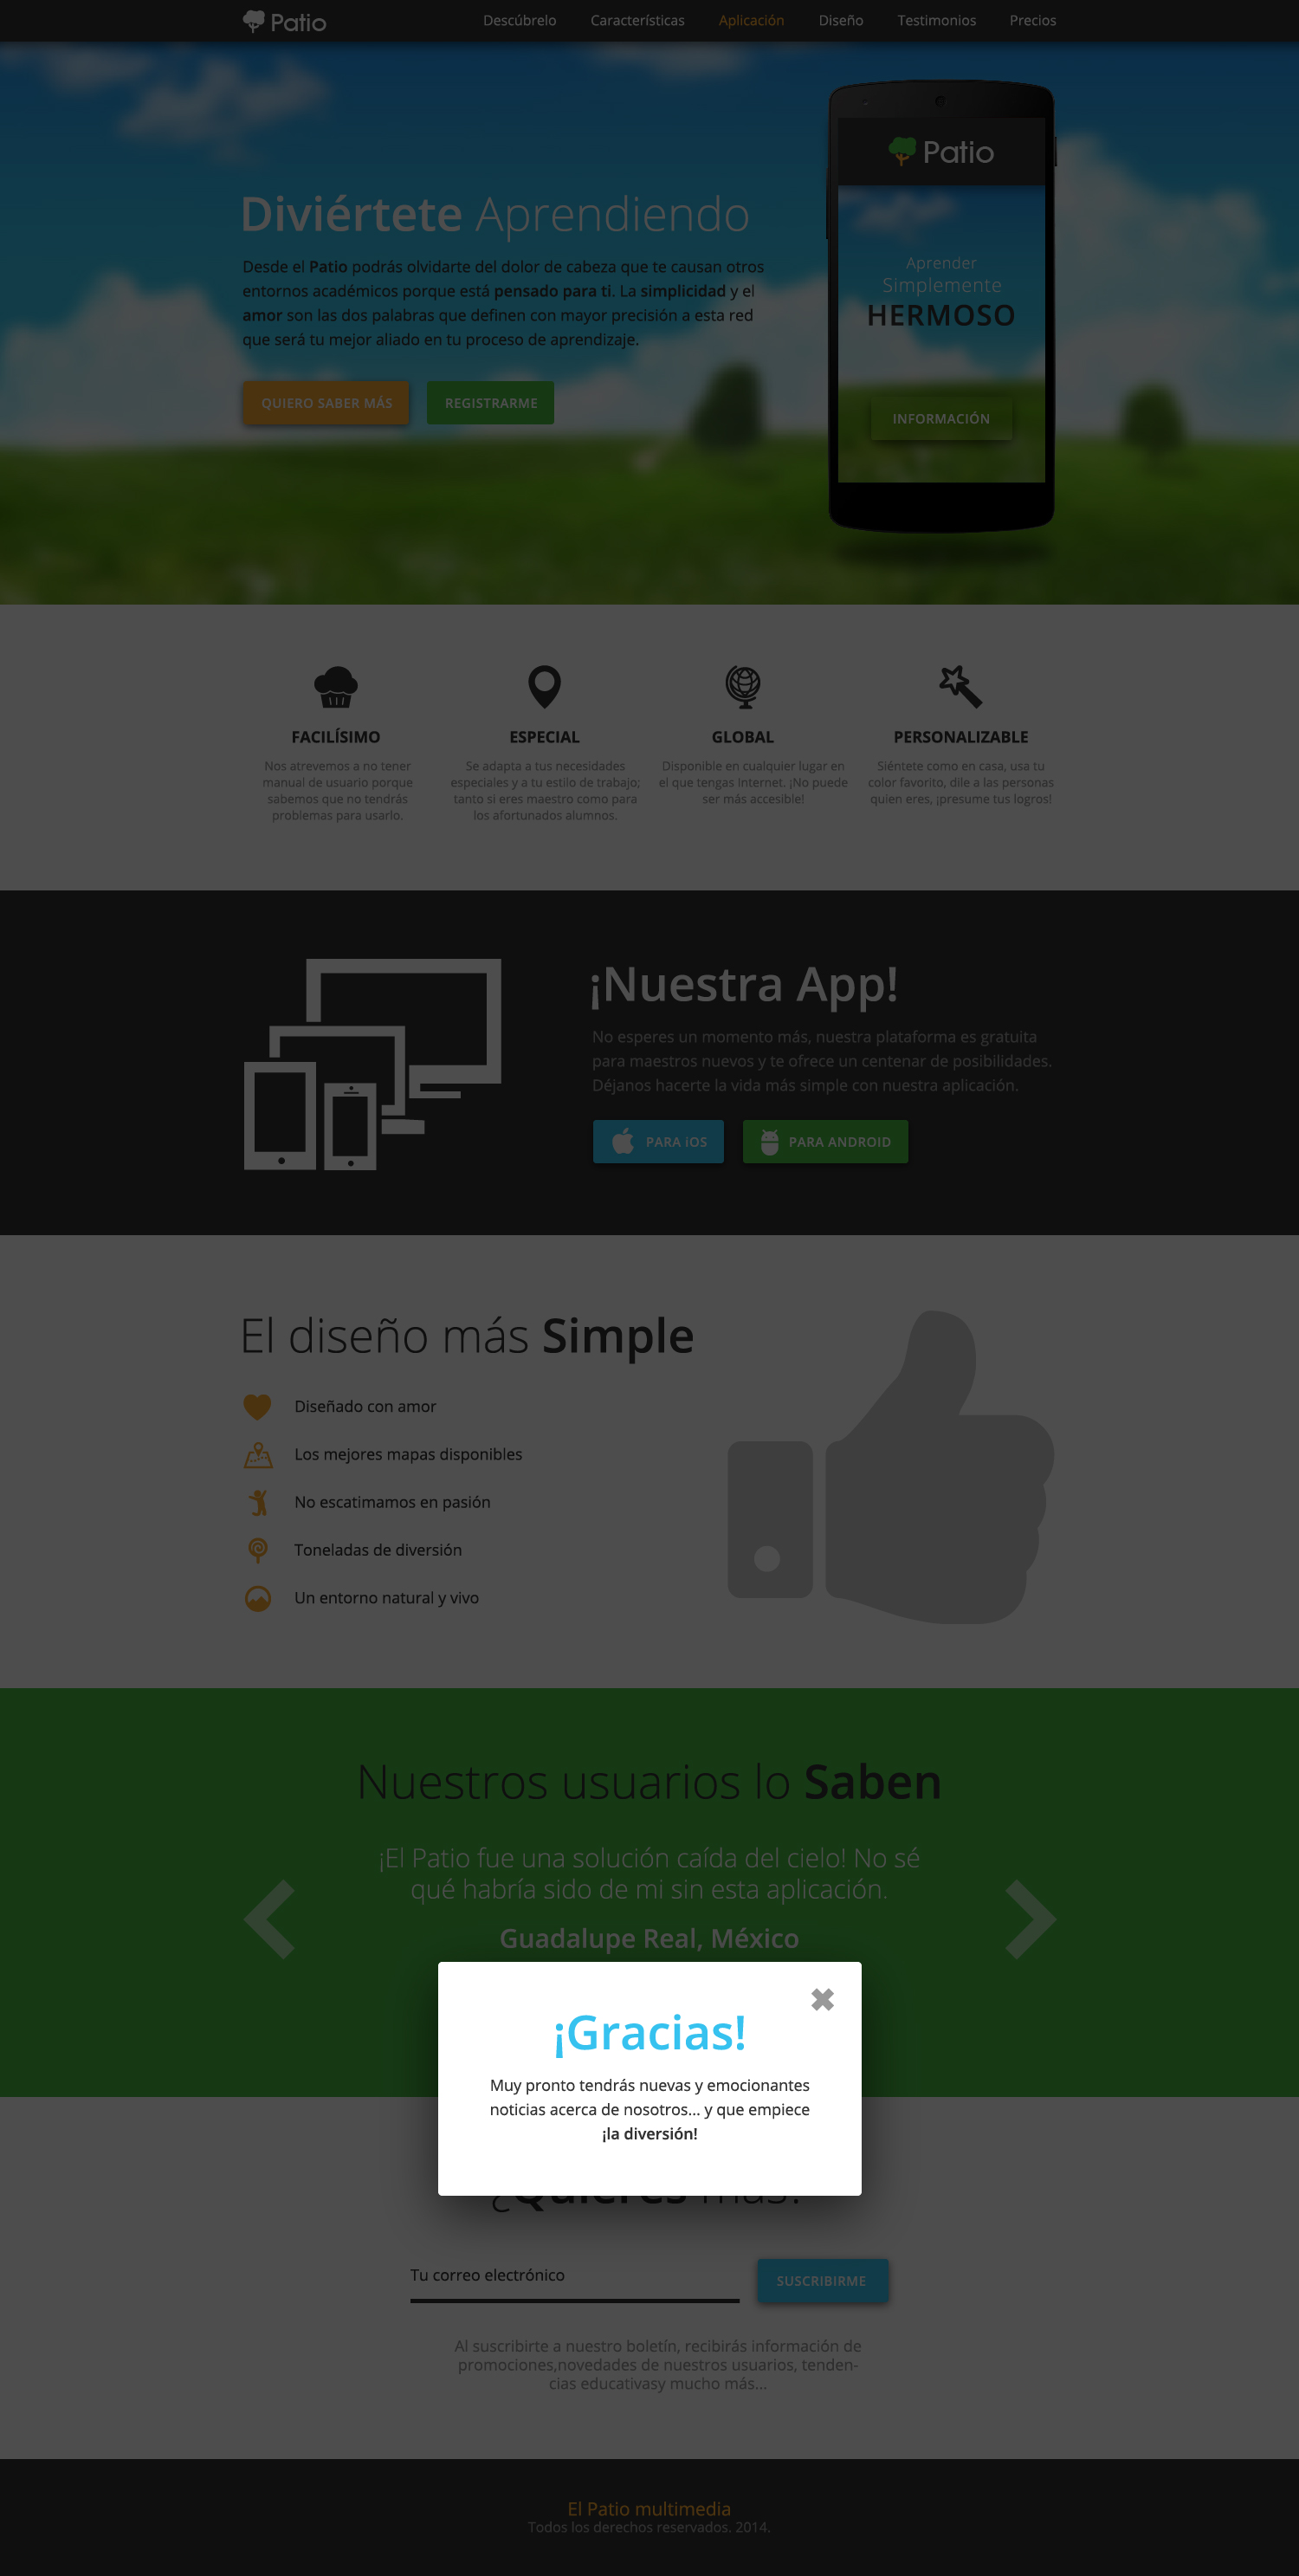 Patio
Descúbrelo
Características
Aplicación
Diseño
Testimonios
Precios
Patio
Aprender
Simplemente
HERMOSO
INFORMACIÓN
Diviértete Aprendiendo
Desde el Patio podrás olvidarte del dolor de cabeza que te causan otros
entornos académicos porque está pensado para ti. La simplicidad y el
amor son las dos palabras que definen con mayor precisión a esta red
que será tu mejor aliado en tu proceso de aprendizaje.
QUIERO SABER MÁS
REGISTRARME
FACILÍSIMO
Nos atrevemos a no tener
manual de usuario porque
sabemos que no tendrás
problemas para usarlo.
ESPECIAL
Se adapta a tus necesidades
especiales y a tu estilo de trabajo;
tanto si eres maestro como para
los afortunados alumnos.
GLOBAL
Disponible en cualquier lugar en
el que tengas Internet. ¡No puede
ser más accesible!
PERSONALIZABLE
Siéntete como en casa, usa tu
color favorito, dile a las personas
quien eres, ¡presume tus logros!
¡Nuestra App!
No esperes un momento más, nuestra plataforma es gratuita
para maestros nuevos y te ofrece un centenar de posibilidades.
Déjanos hacerte la vida más simple con nuestra aplicación.
PARA iOS
PARA ANDROID
El diseño más Simple
Diseñado con amor
Los mejores mapas disponibles
No escatimamos en pasión
Toneladas de diversión
Un entorno natural y vivo
Nuestros usuarios lo Saben
¡El Patio fue una solución caída del cielo! No sé
qué habría sido de mi sin esta aplicación.
Guadalupe Real, México
¡Gracias!
Muy pronto tendrás nuevas y emocionantes
noticias acerca de nosotros... y que empiece
¡la diversión!
¿Quieres más?
Tu correo electrónico
SUSCRIBIRME
Al suscribirte a nuestro boletín, recibirás información de
promociones,novedades de nuestros usuarios, tenden-
cias educativasy mucho más...
El Patio multimedia
Todos los derechos reservados. 2014.